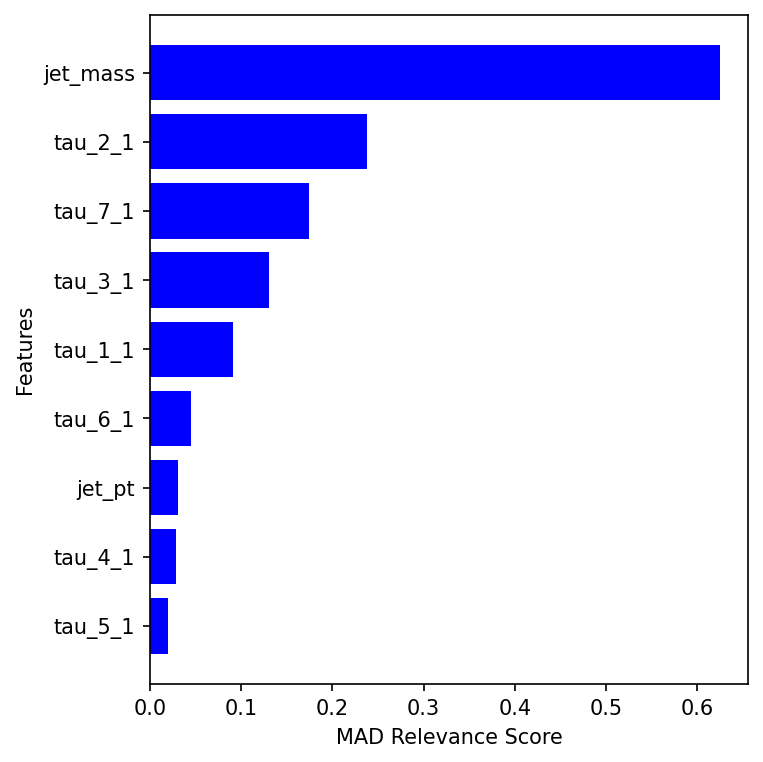 jet_mass
tau_2_1
tau_7_1
tau_3_1
tau_1_1
tau_6_1
jet_pt
tau_4_1
tau_5_1
Features
0.0 0.1 0.2 0.3 0.4 0.5 0.6
MAD Relevance Score